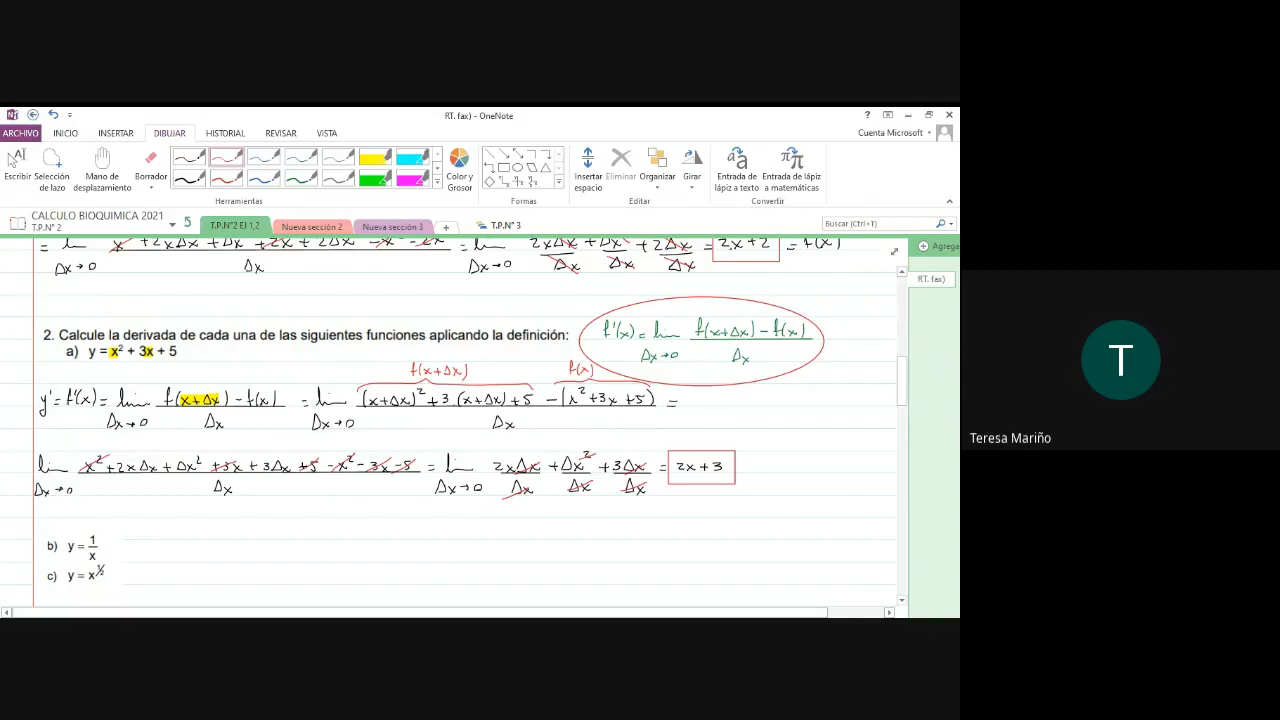 RT. fax) - OneNote
ARCHIVO INICIO INSERTAR DIBUJAR HISTORIAL REVISAR VISTA
Cuenta Microsoft
Escribir
Selección de lazo
Mano de desplazamiento
Borrador
Color y Grosor
Insertar espacio
Eliminar
Organizar
Girar
Entrada de lápiz a texto
Entrada de lápiz a matemáticas
Herramientas
Formas
Editar
Convertir
CALCULO BIOQUIMICA 2021
T.P.Nº 2
T.P.Nº2 EJ 1,2
Nueva sección 2
Nueva sección 3
T.P.Nº 3
Buscar (Ctrl+T)
Agrega
RT. fax)
2. Calcule la derivada de cada una de las siguientes funciones aplicando la definición:
f'(x) = lim Δx→0 (f(x+Δx) − f(x)) / Δx
a) y = x² + 3x + 5
f(x+Δx) f(x)
y' = f'(x) = lim Δx→0 (f(x+Δx) − f(x)) / Δx = lim Δx→0 ((x+Δx)² + 3.(x+Δx) + 5 − (x² + 3x + 5)) / Δx =
lim Δx→0 (x² + 2xΔx + Δx² + 3x + 3Δx + 5 − x² − 3x − 5) / Δx = lim Δx→0 2xΔx/Δx + Δx²/Δx + 3Δx/Δx = 2x + 3
b) y = 1/x
c) y = x^½
T
Teresa Mariño